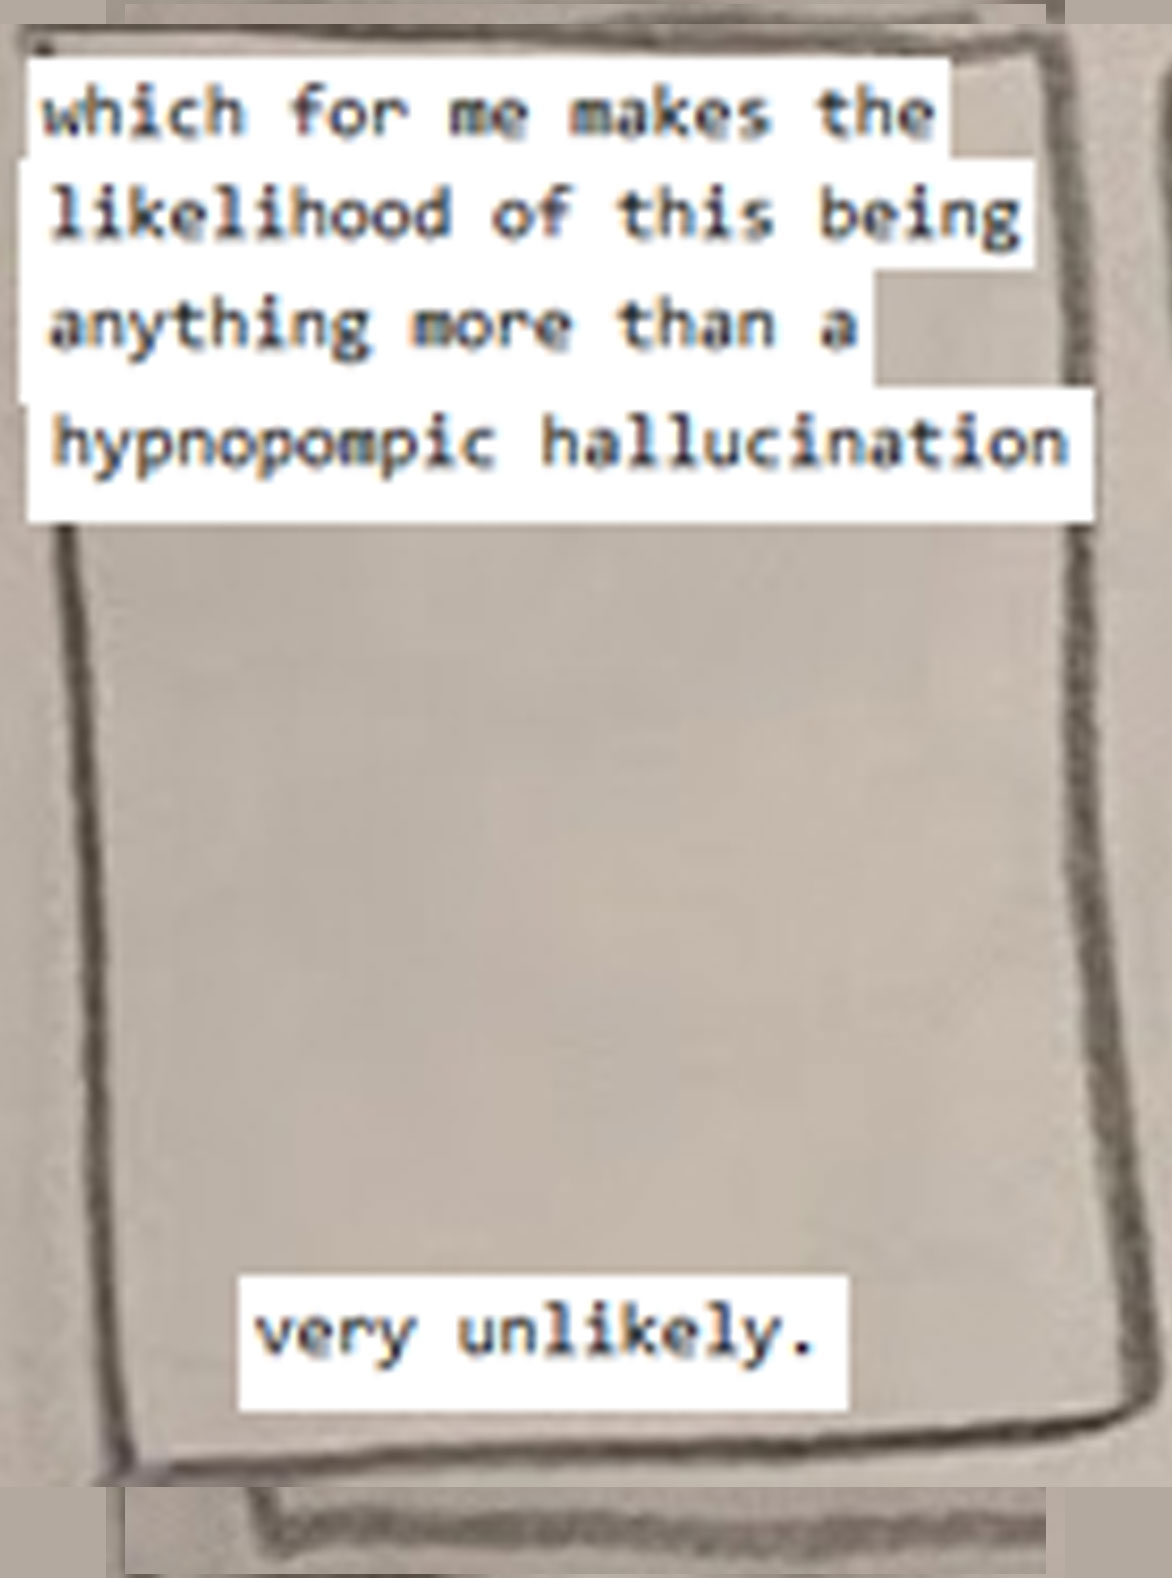 which for me makes the
likelihood of this being
anything more than a
hypnopompic hallucination
very unlikely.